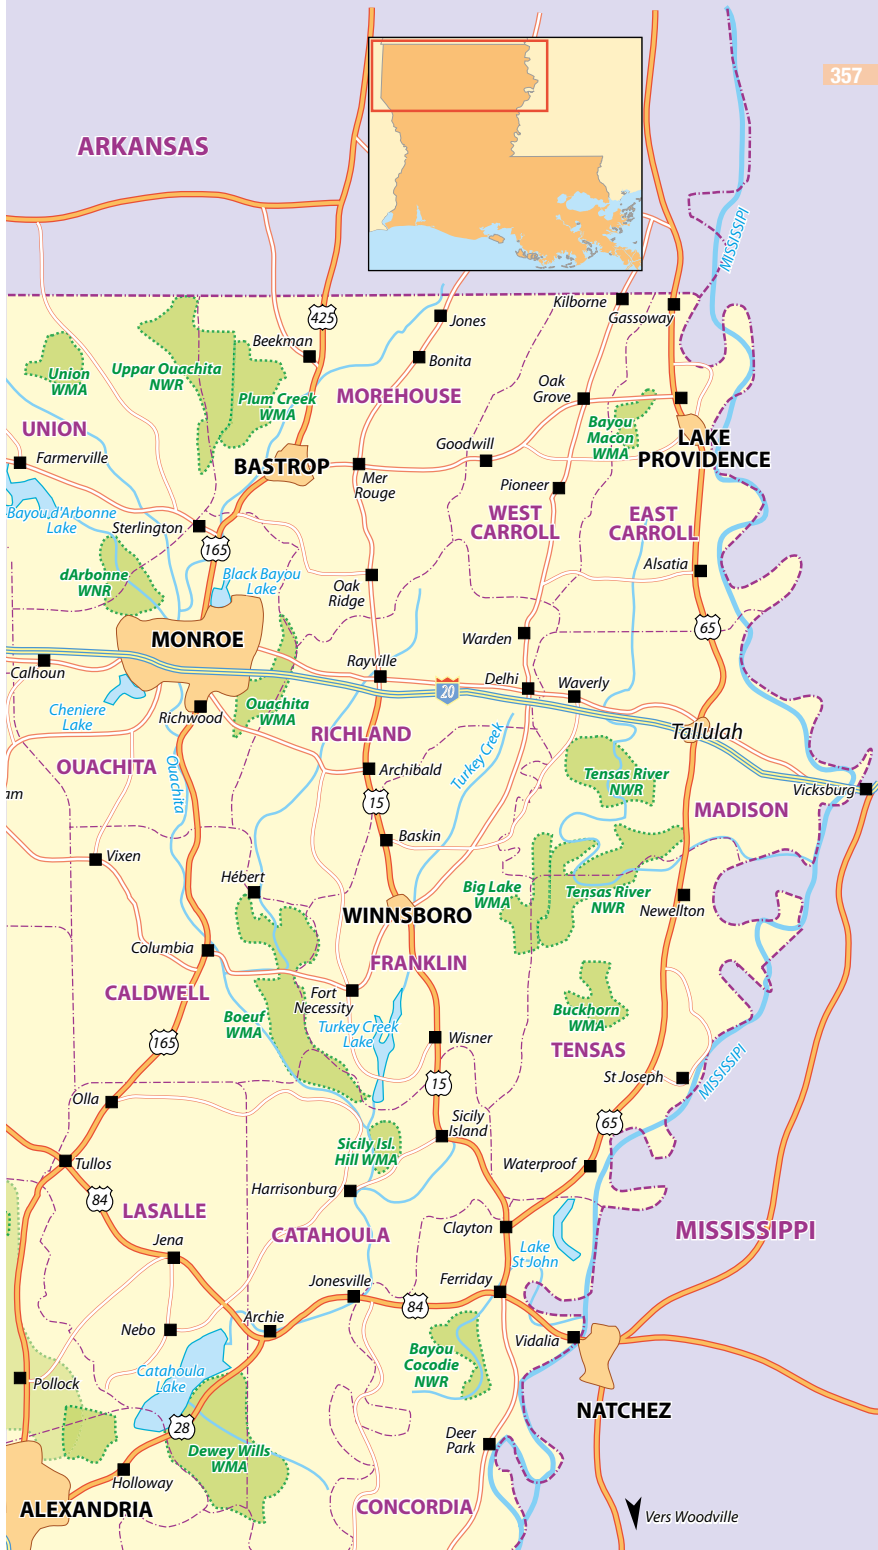 357
ARKANSAS
MISSISSIPI
Kilborne
Gassoway
425
Jones
Beekman
Bonita
Union
WMA
Uppar Ouachita
NWR
Plum Creek
WMA
MOREHOUSE
Oak
Grove
UNION
Bayou
Macon
WMA
LAKE
PROVIDENCE
Farmerville
BASTROP
Goodwill
Mer
Rouge
Pioneer
Bayou d'Arbonne
Lake
Sterlington
WEST
CARROLL
EAST
CARROLL
165
dArbonne
WNR
Black Bayou
Lake
Oak
Ridge
Alsatia
MONROE
Warden
65
Calhoun
Rayville
Delhi
Waverly
20
Cheniere
Lake
Richwood
Ouachita
WMA
RICHLAND
Tallulah
OUACHITA
Ouachita
Archibald
Turkey Creek
Tensas River
NWR
Vicksburg
am
15
MADISON
Baskin
Vixen
Hébert
Big Lake
WMA
Tensas River
NWR
WINNSBORO
Newellton
Columbia
FRANKLIN
CALDWELL
Fort
Necessity
Boeuf
WMA
Turkey Creek
Lake
Buckhorn
WMA
165
Wisner
TENSAS
St Joseph
MISSISSIPI
15
Olla
Sicily
Island
65
Sicily Isl.
Hill WMA
Tullos
Waterproof
84
Harrisonburg
LASALLE
CATAHOULA
Clayton
MISSISSIPPI
Jena
Lake
St John
Jonesville
Ferriday
84
Nebo
Archie
Vidalia
Bayou
Cocodie
NWR
Catahoula
Lake
Pollock
NATCHEZ
28
Deer
Park
Dewey Wills
WMA
Holloway
ALEXANDRIA
CONCORDIA
Vers Woodville